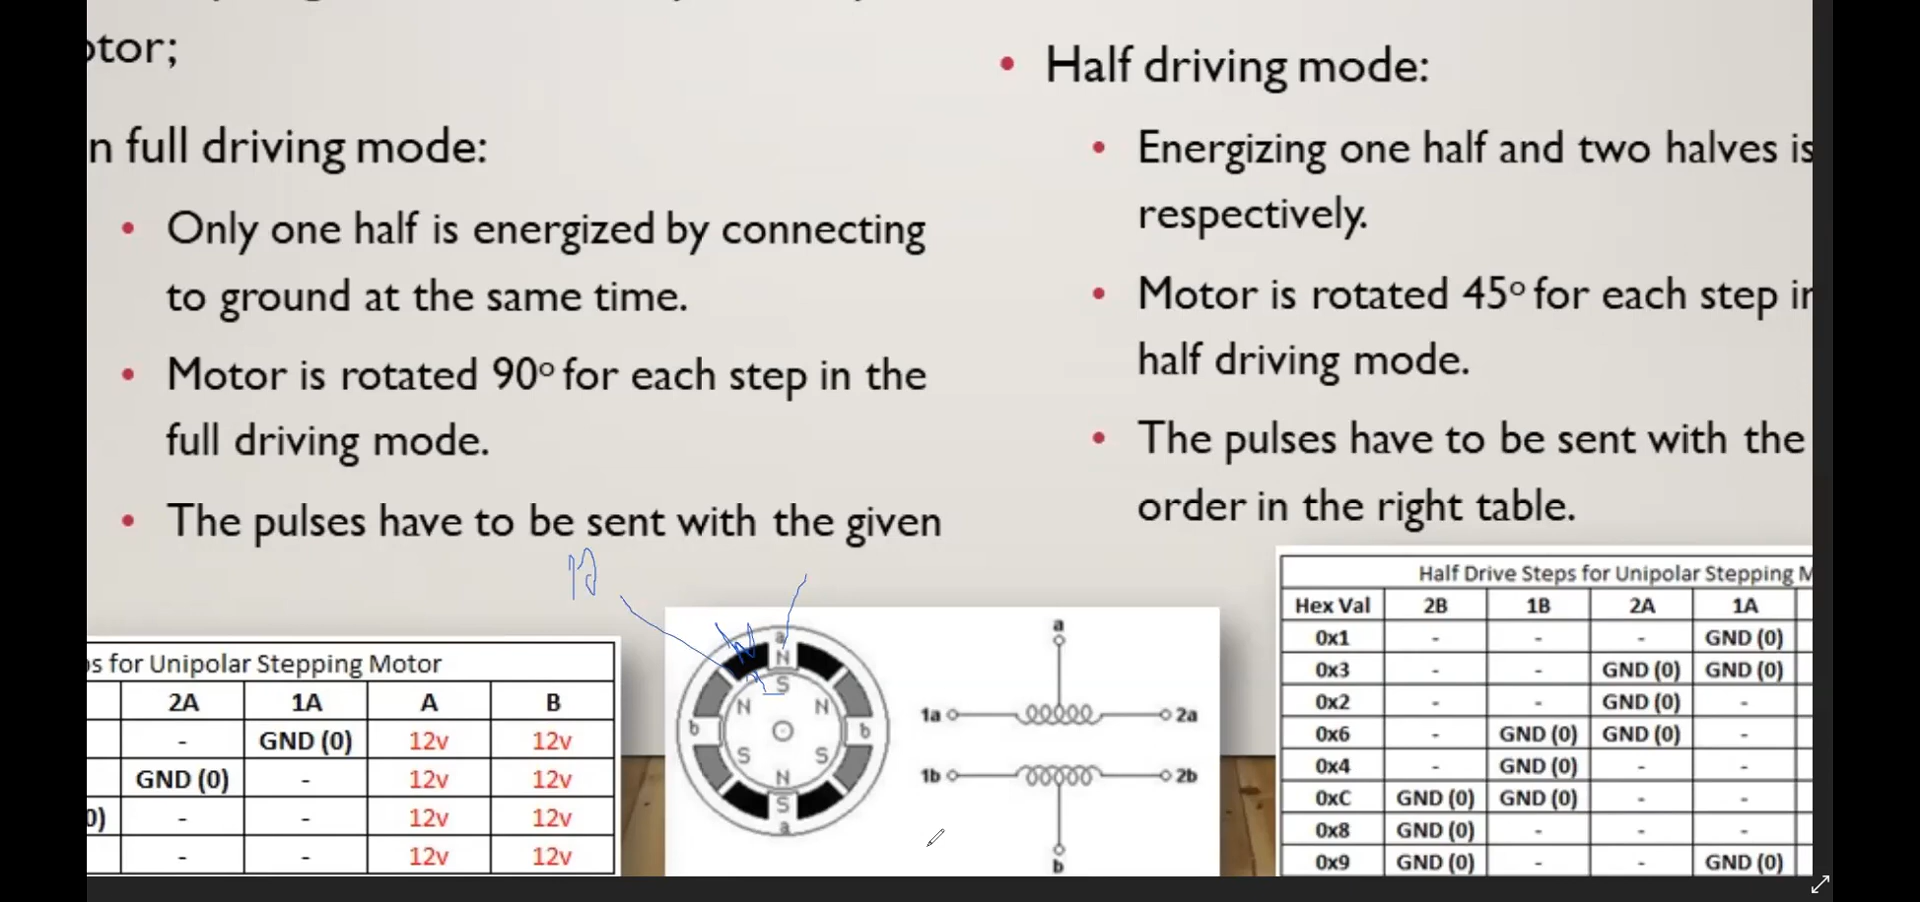 otor;
n full driving mode:
• Only one half is energized by connecting
to ground at the same time.
• Motor is rotated 90° for each step in the
full driving mode.
• The pulses have to be sent with the given
• Half driving mode:
• Energizing one half and two halves is
respectively.
• Motor is rotated 45° for each step in
half driving mode.
• The pulses have to be sent with the
order in the right table.
ps for Unipolar Stepping Motor
2A 1A A B
- GND (0) 12v 12v
GND (0) - 12v 12v
0) - - 12v 12v
- - 12v 12v
a
N
S
N N
b b
S S
N
S
a
a
1a 2a
1b 2b
b
Half Drive Steps for Unipolar Stepping M
Hex Val 2B 1B 2A 1A
0x1 - - - GND (0)
0x3 - - GND (0) GND (0)
0x2 - - GND (0) -
0x6 - GND (0) GND (0) -
0x4 - GND (0) - -
0xC GND (0) GND (0) - -
0x8 GND (0) - - -
0x9 GND (0) - - GND (0)